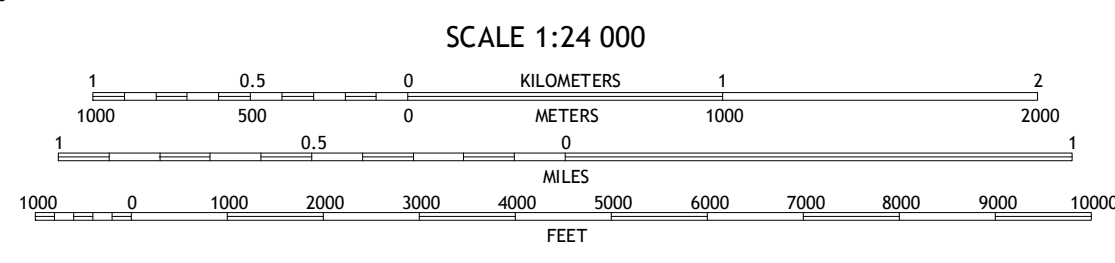 SCALE 1:24 000
1 0.5 0 KILOMETERS 1 2
1000 500 0 METERS 1000 2000
1 0.5 0 1
MILES
1000 0 1000 2000 3000 4000 5000 6000 7000 8000 9000 10000
FEET